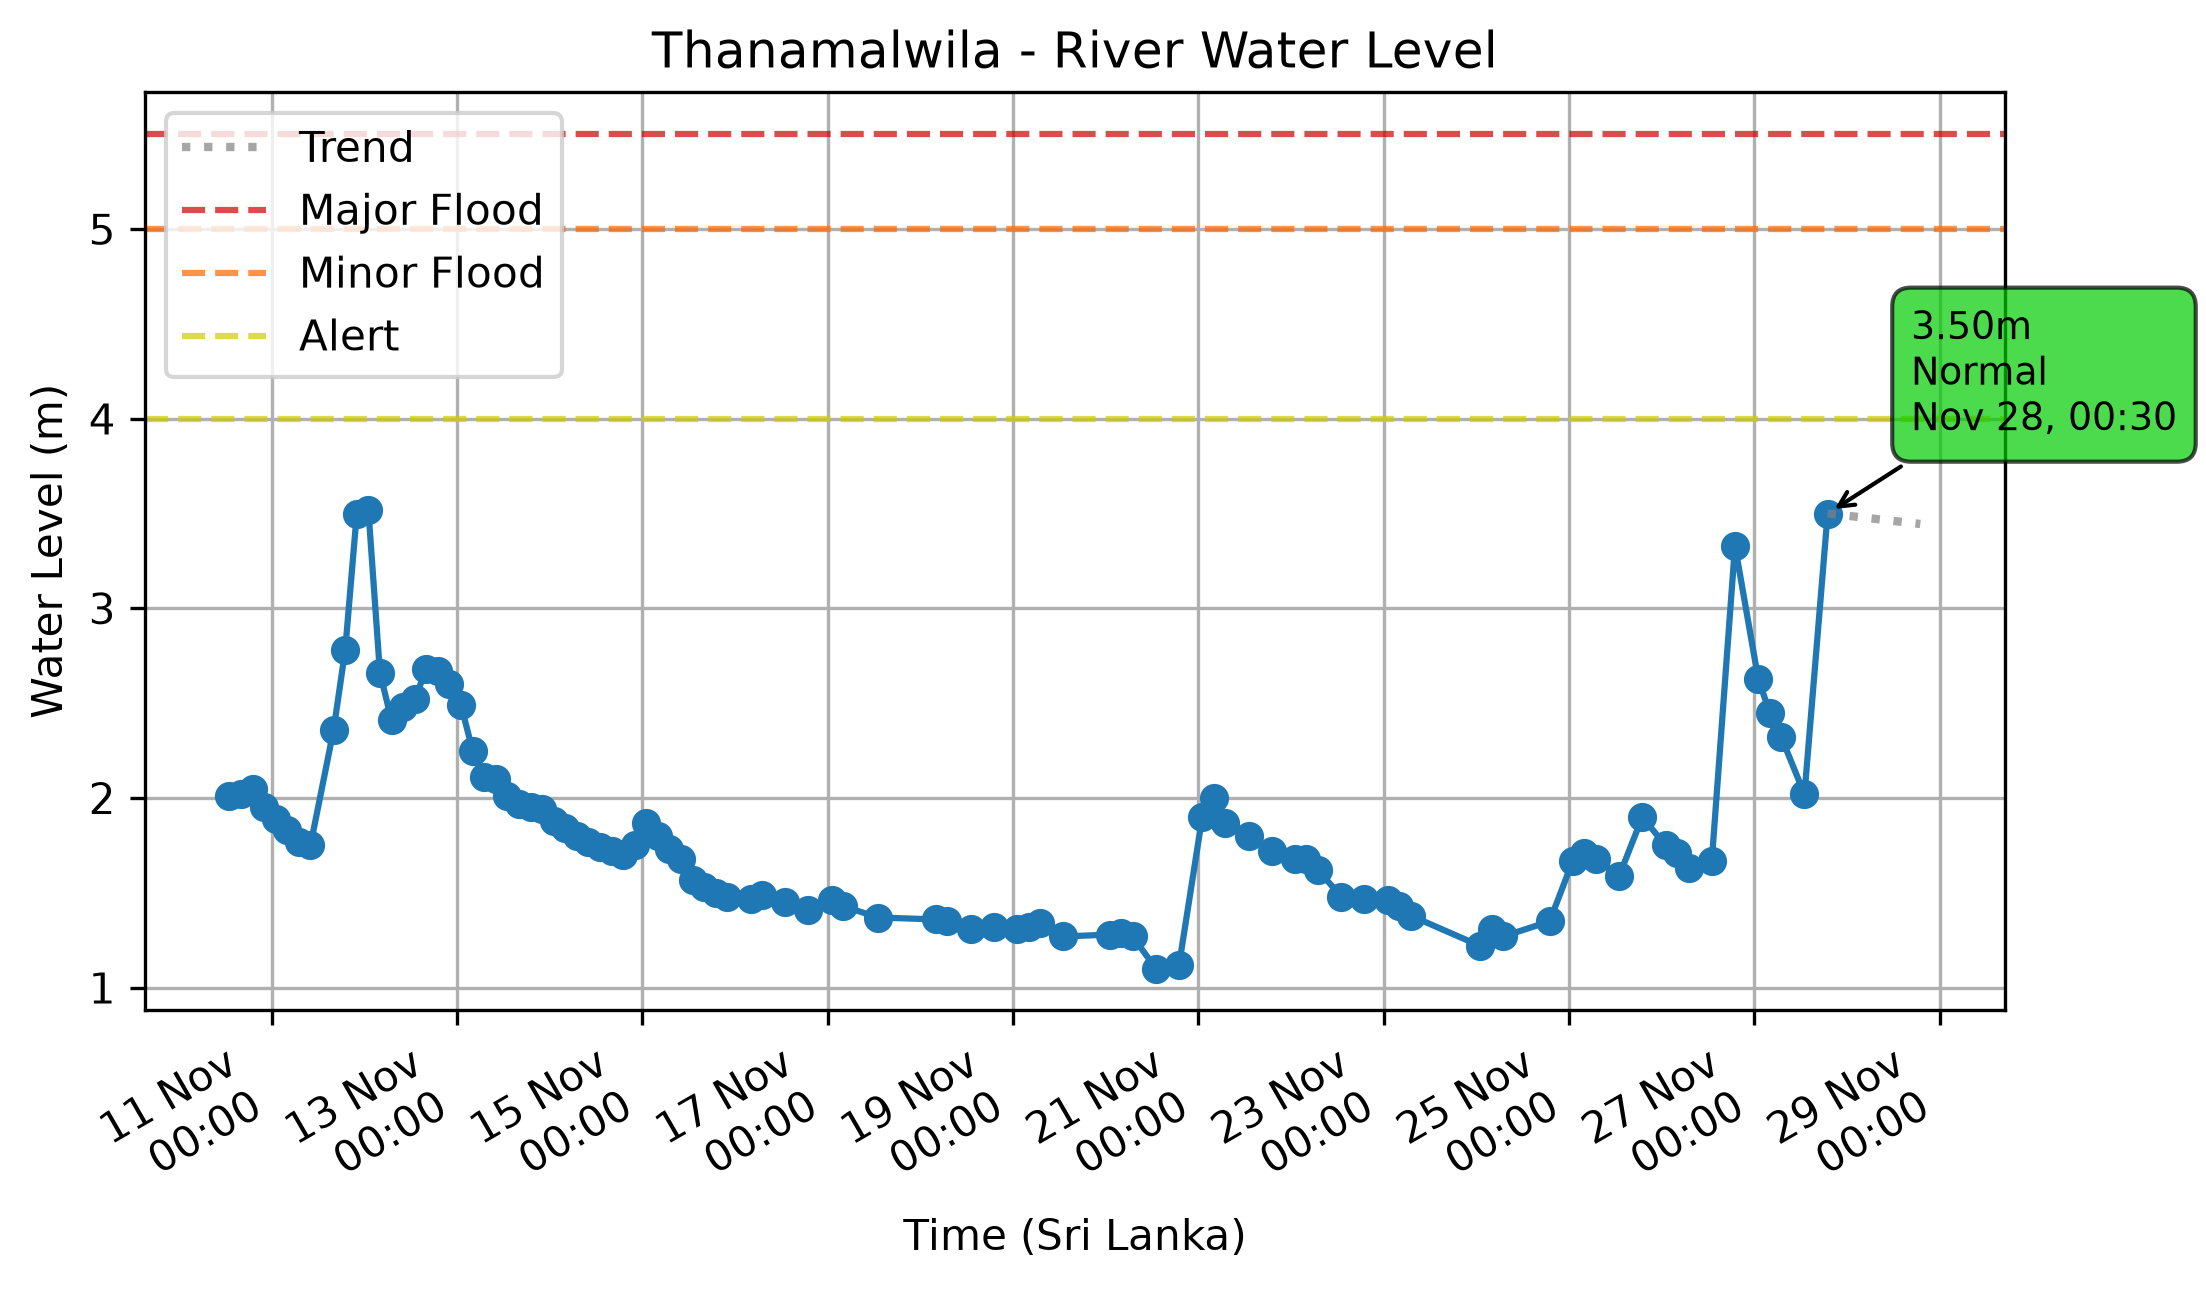 Thanamalwila - River Water Level
Trend
Major Flood
Minor Flood
Alert
3.50m
Normal
Nov 28, 00:30
Water Level (m)
5
4
3
2
1
11 Nov
00:00
13 Nov
00:00
15 Nov
00:00
17 Nov
00:00
19 Nov
00:00
21 Nov
00:00
23 Nov
00:00
25 Nov
00:00
27 Nov
00:00
29 Nov
00:00
Time (Sri Lanka)